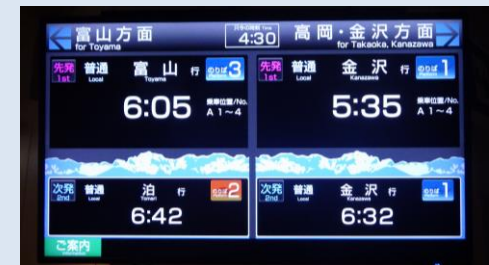 富山方面
for Toyama
4:30
高岡・金沢方面
for Takaoka, Kanazawa
先発
1st
普通
Local
富山
Toyama
行
のりば3
6:05
乗車位置/No.
A 1~4
先発
1st
普通
Local
金沢
Kanazawa
行
のりば1
5:35
乗車位置/No.
A 1~4
次発
2nd
普通
Local
泊
Tomari
行
のりば2
6:42
次発
2nd
普通
Local
金沢
Kanazawa
行
のりば1
6:32
ご案内